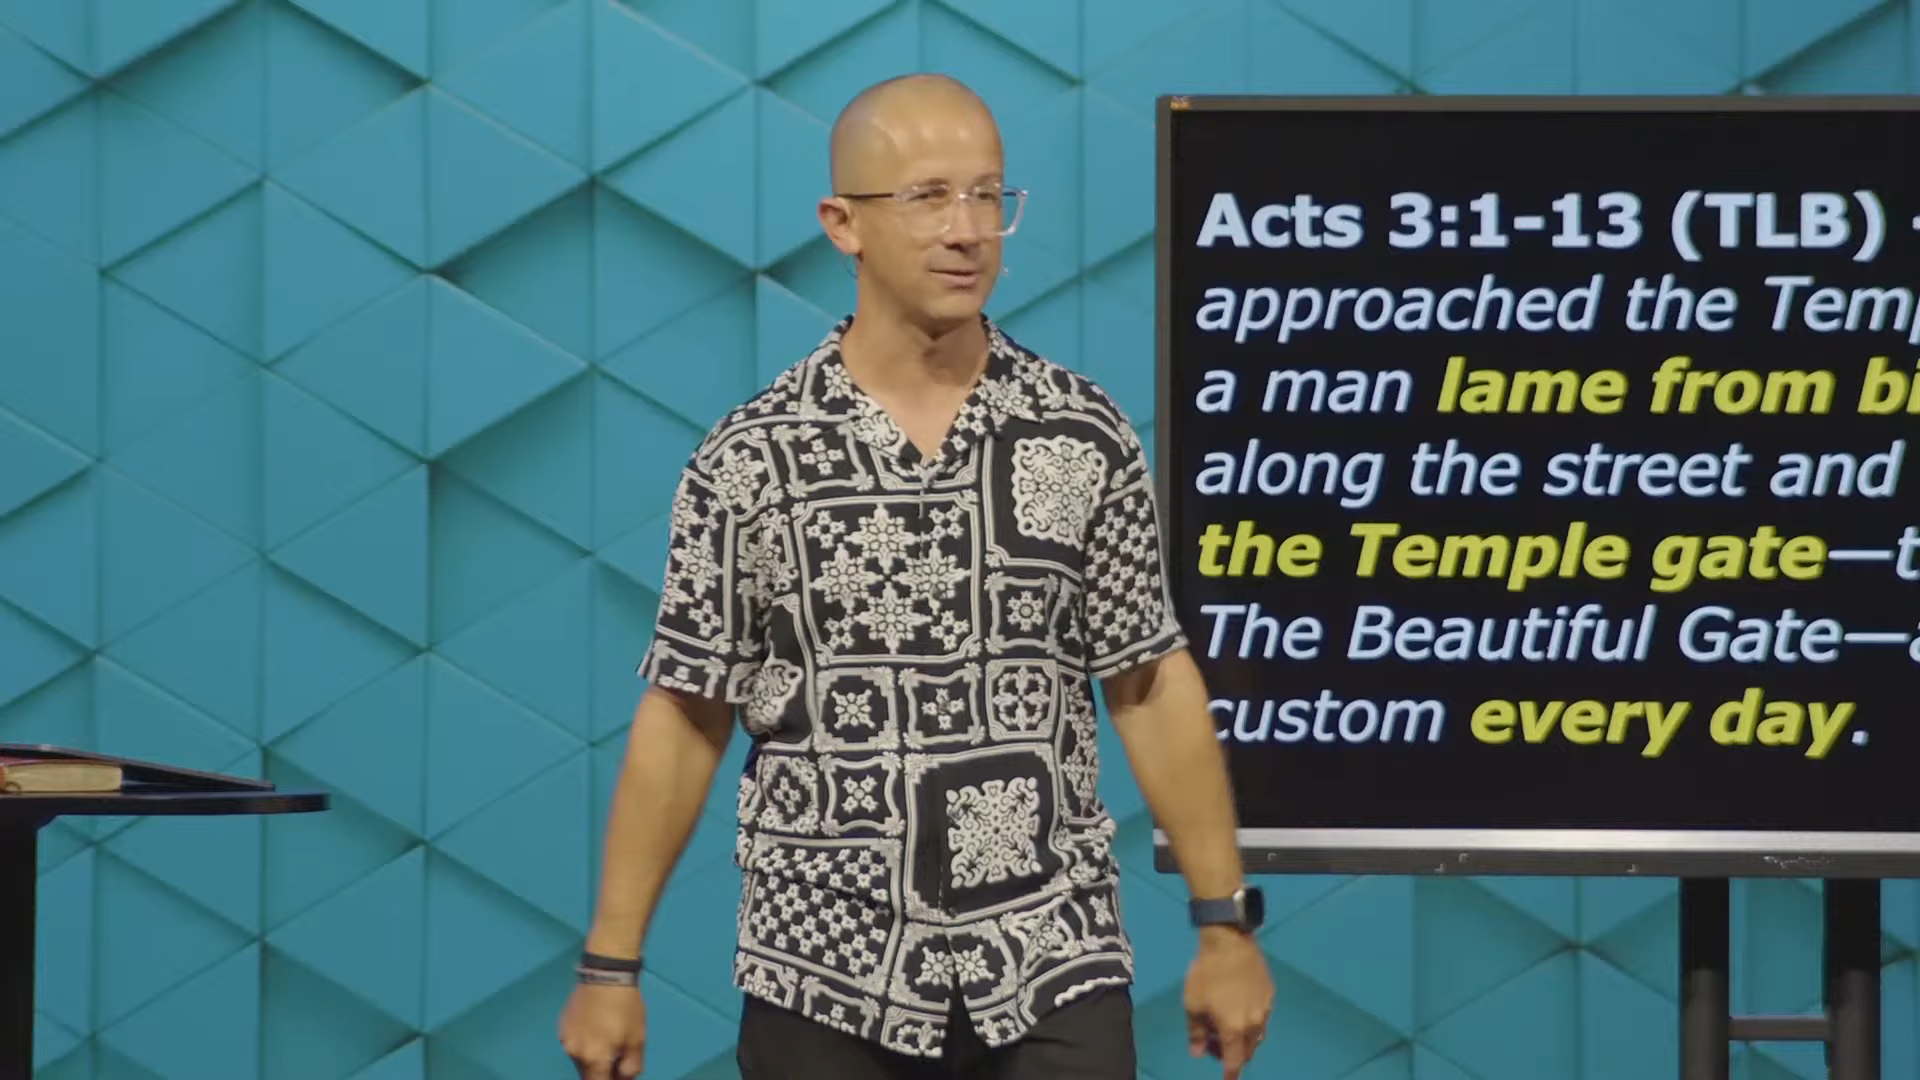 Acts 3:1-13 (TLB)
approached the
a man lame from
along the street and
the Temple gate—
The Beautiful Gate—
custom every day.